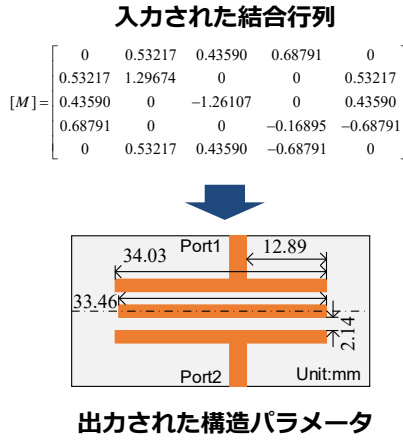 入力された結合行列
0 0.53217 0.43590 0.68791 0
0.53217 1.29674 0 0 0.53217
[M]= 0.43590 0 −1.26107 0 0.43590
0.68791 0 0 −0.16895 −0.68791
0 0.53217 0.43590 −0.68791 0
Port1
12.89
34.03
33.46
2.14
Port2
Unit:mm
出力された構造パラメータ